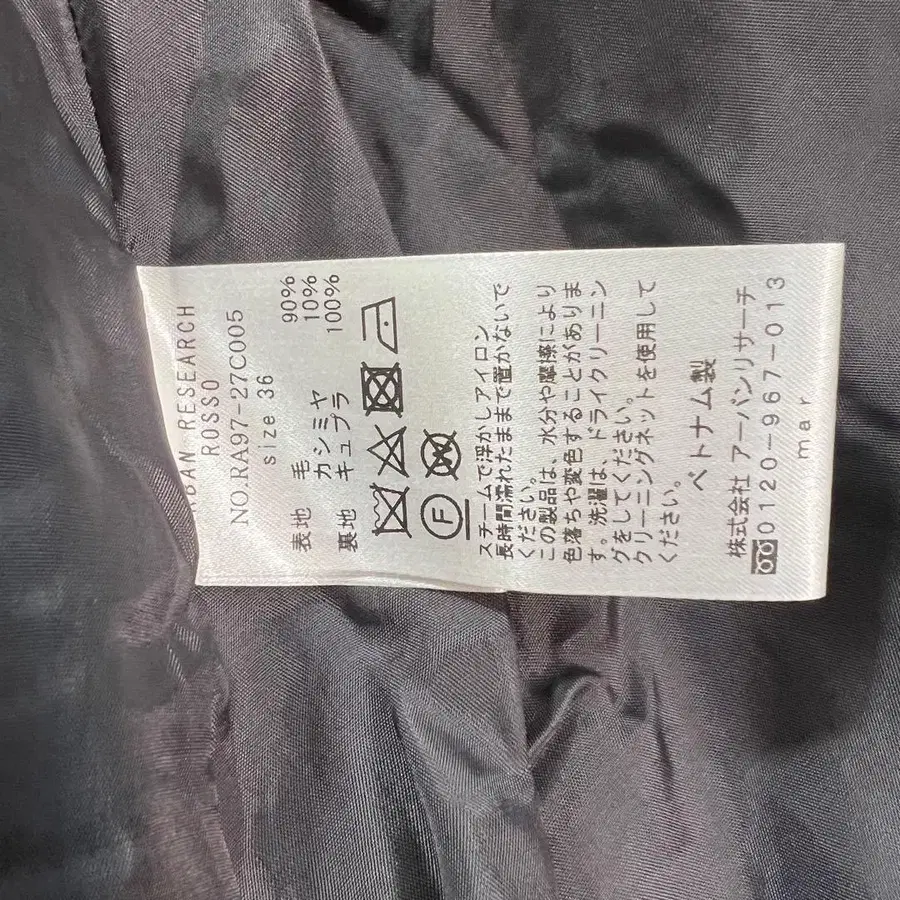 BAN RESEARCH
ROSSO
NO.RA97-27C005
size 36
表地 毛 90%
カシミヤ 10%
裏地 キュプラ 100%
F
スチームで浮かしアイロン
長時間濡れたままで置かないで
ください。
この製品は、水分や摩擦により
色落ちや変色することがありま
す。洗濯は、ドライクリーニン
グをしてください。
クリーニングネットを使用して
ください。
ベトナム製
株式会社 アーバンリサーチ
0120-967-013
mar